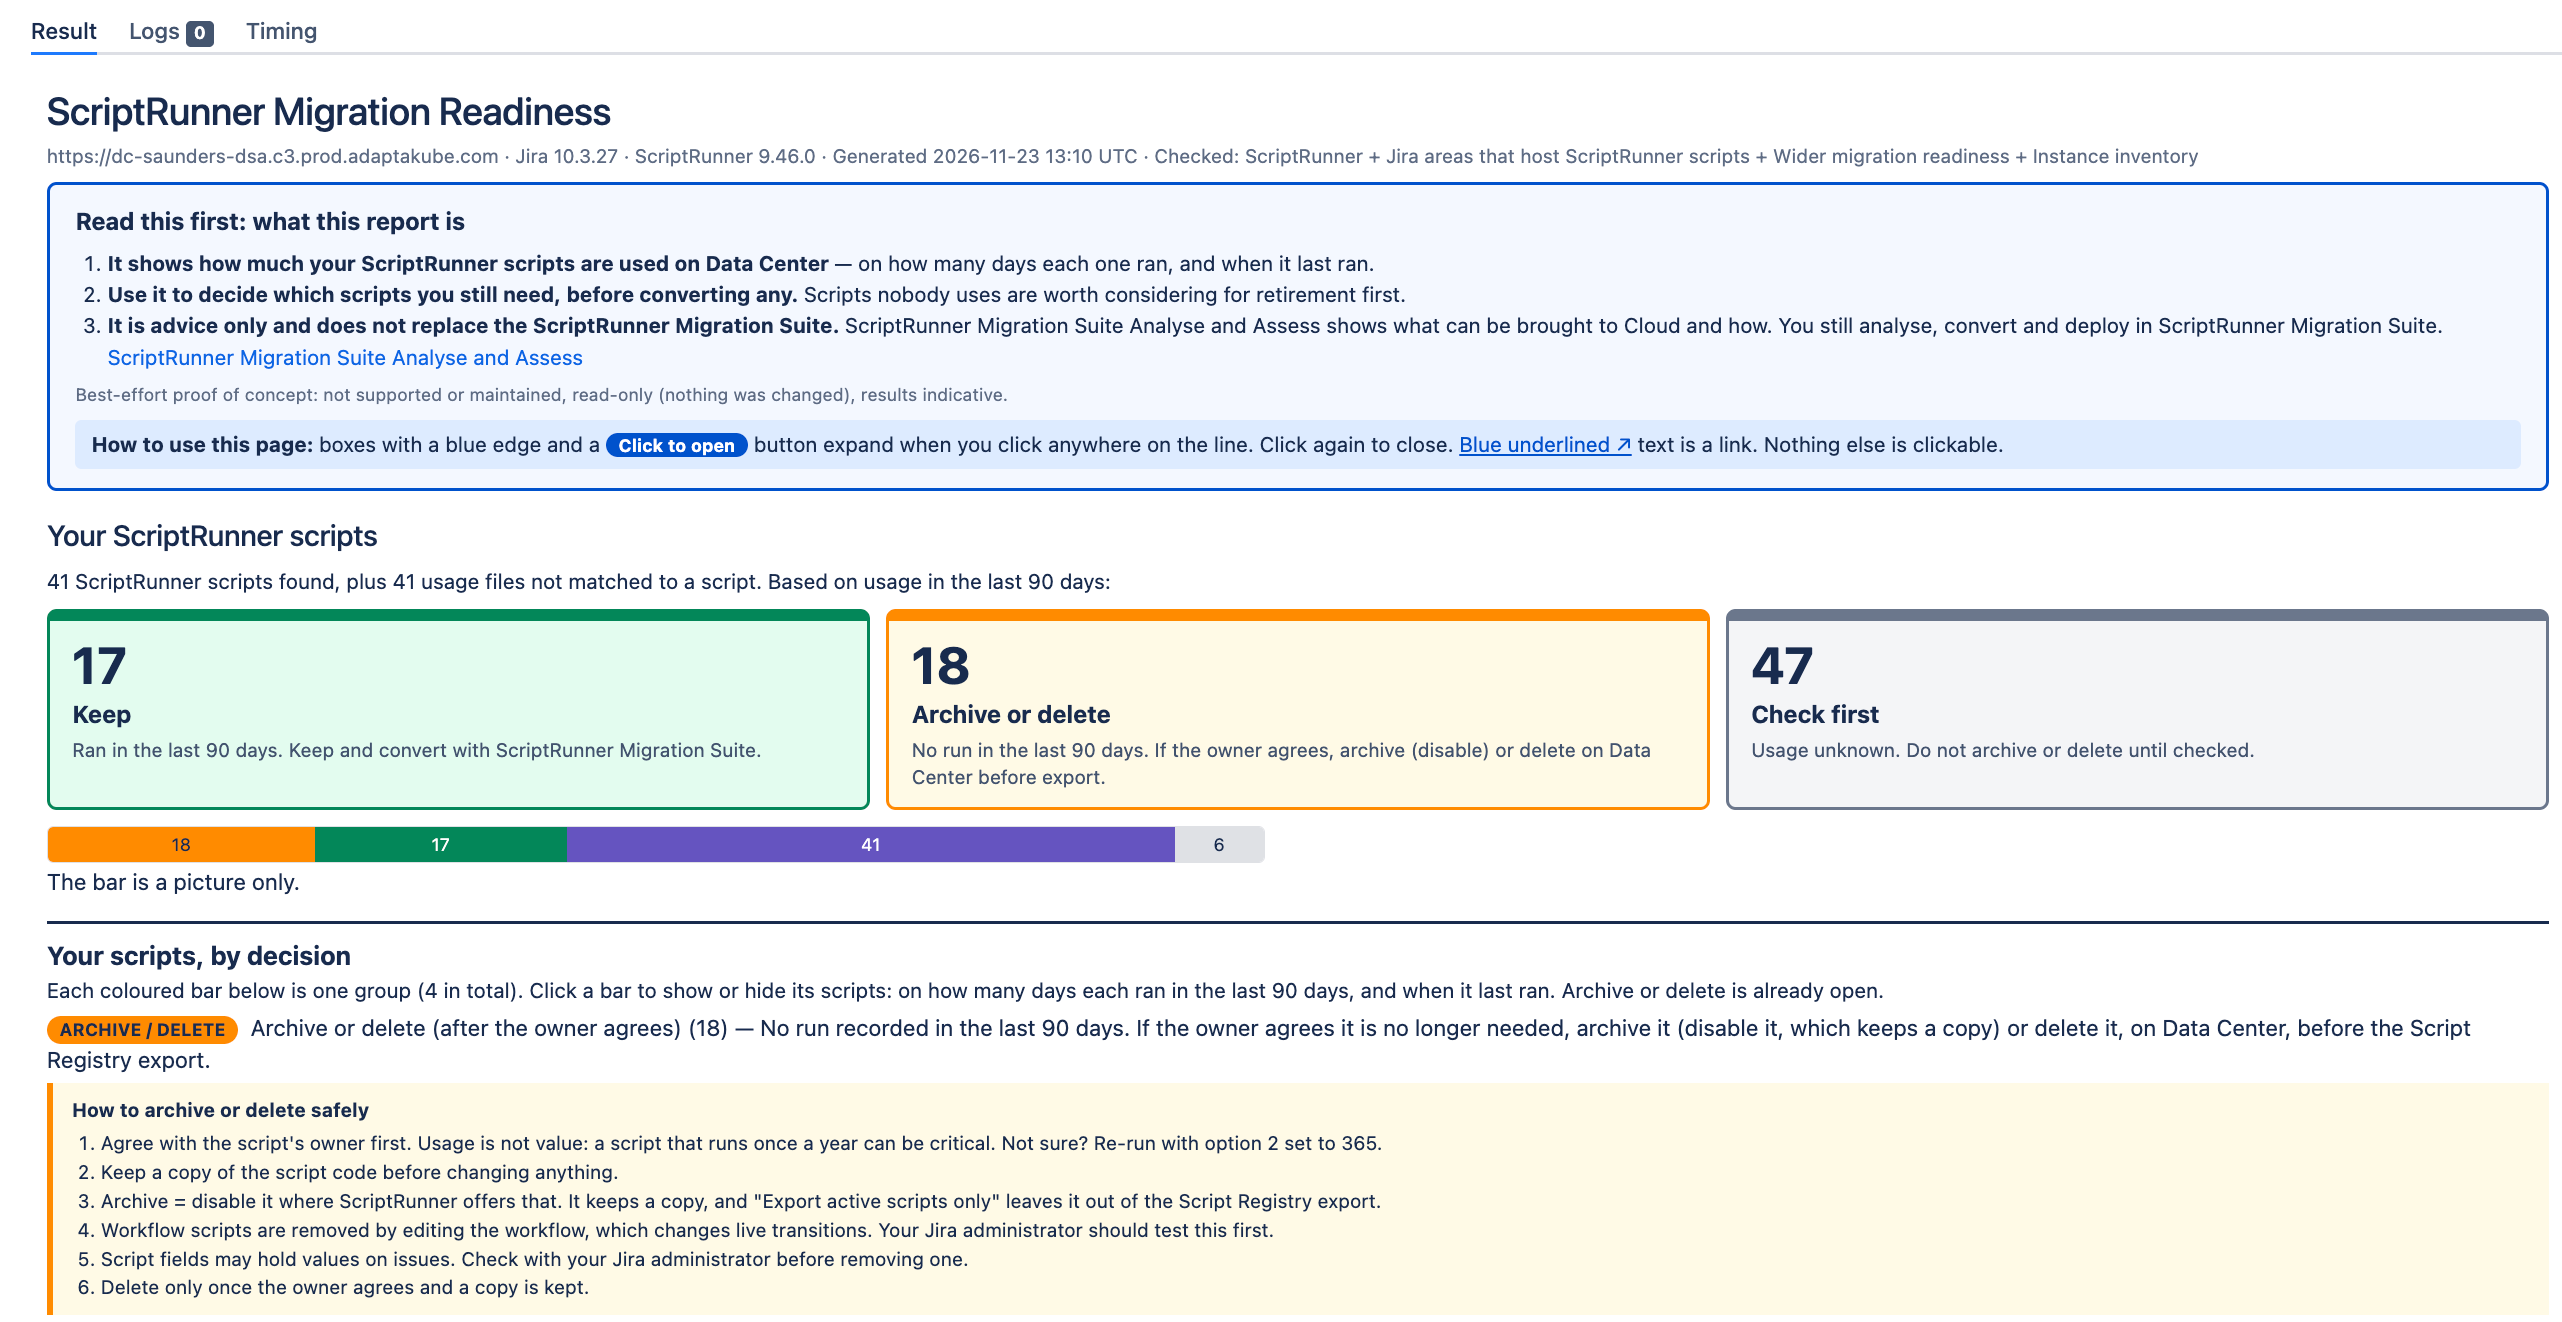 Result
Logs 0
Timing
ScriptRunner Migration Readiness
https://dc-saunders-dsa.c3.prod.adaptakube.com · Jira 10.3.27 · ScriptRunner 9.46.0 · Generated 2026-11-23 13:10 UTC · Checked: ScriptRunner + Jira areas that host ScriptRunner scripts + Wider migration readiness + Instance inventory
Read this first: what this report is
1. It shows how much your ScriptRunner scripts are used on Data Center — on how many days each one ran, and when it last ran.
2. Use it to decide which scripts you still need, before converting any. Scripts nobody uses are worth considering for retirement first.
3. It is advice only and does not replace the ScriptRunner Migration Suite. ScriptRunner Migration Suite Analyse and Assess shows what can be brought to Cloud and how. You still analyse, convert and deploy in ScriptRunner Migration Suite.
ScriptRunner Migration Suite Analyse and Assess
Best-effort proof of concept: not supported or maintained, read-only (nothing was changed), results indicative.
How to use this page: boxes with a blue edge and a Click to open button expand when you click anywhere on the line. Click again to close. Blue underlined ↗ text is a link. Nothing else is clickable.
Your ScriptRunner scripts
41 ScriptRunner scripts found, plus 41 usage files not matched to a script. Based on usage in the last 90 days:
17
Keep
Ran in the last 90 days. Keep and convert with ScriptRunner Migration Suite.
18
Archive or delete
No run in the last 90 days. If the owner agrees, archive (disable) or delete on Data
Center before export.
47
Check first
Usage unknown. Do not archive or delete until checked.
18 17 41 6
The bar is a picture only.
Your scripts, by decision
Each coloured bar below is one group (4 in total). Click a bar to show or hide its scripts: on how many days each ran in the last 90 days, and when it last ran. Archive or delete is already open.
ARCHIVE / DELETE Archive or delete (after the owner agrees) (18) — No run recorded in the last 90 days. If the owner agrees it is no longer needed, archive it (disable it, which keeps a copy) or delete it, on Data Center, before the Script
Registry export.
How to archive or delete safely
1. Agree with the script's owner first. Usage is not value: a script that runs once a year can be critical. Not sure? Re-run with option 2 set to 365.
2. Keep a copy of the script code before changing anything.
3. Archive = disable it where ScriptRunner offers that. It keeps a copy, and "Export active scripts only" leaves it out of the Script Registry export.
4. Workflow scripts are removed by editing the workflow, which changes live transitions. Your Jira administrator should test this first.
5. Script fields may hold values on issues. Check with your Jira administrator before removing one.
6. Delete only once the owner agrees and a copy is kept.